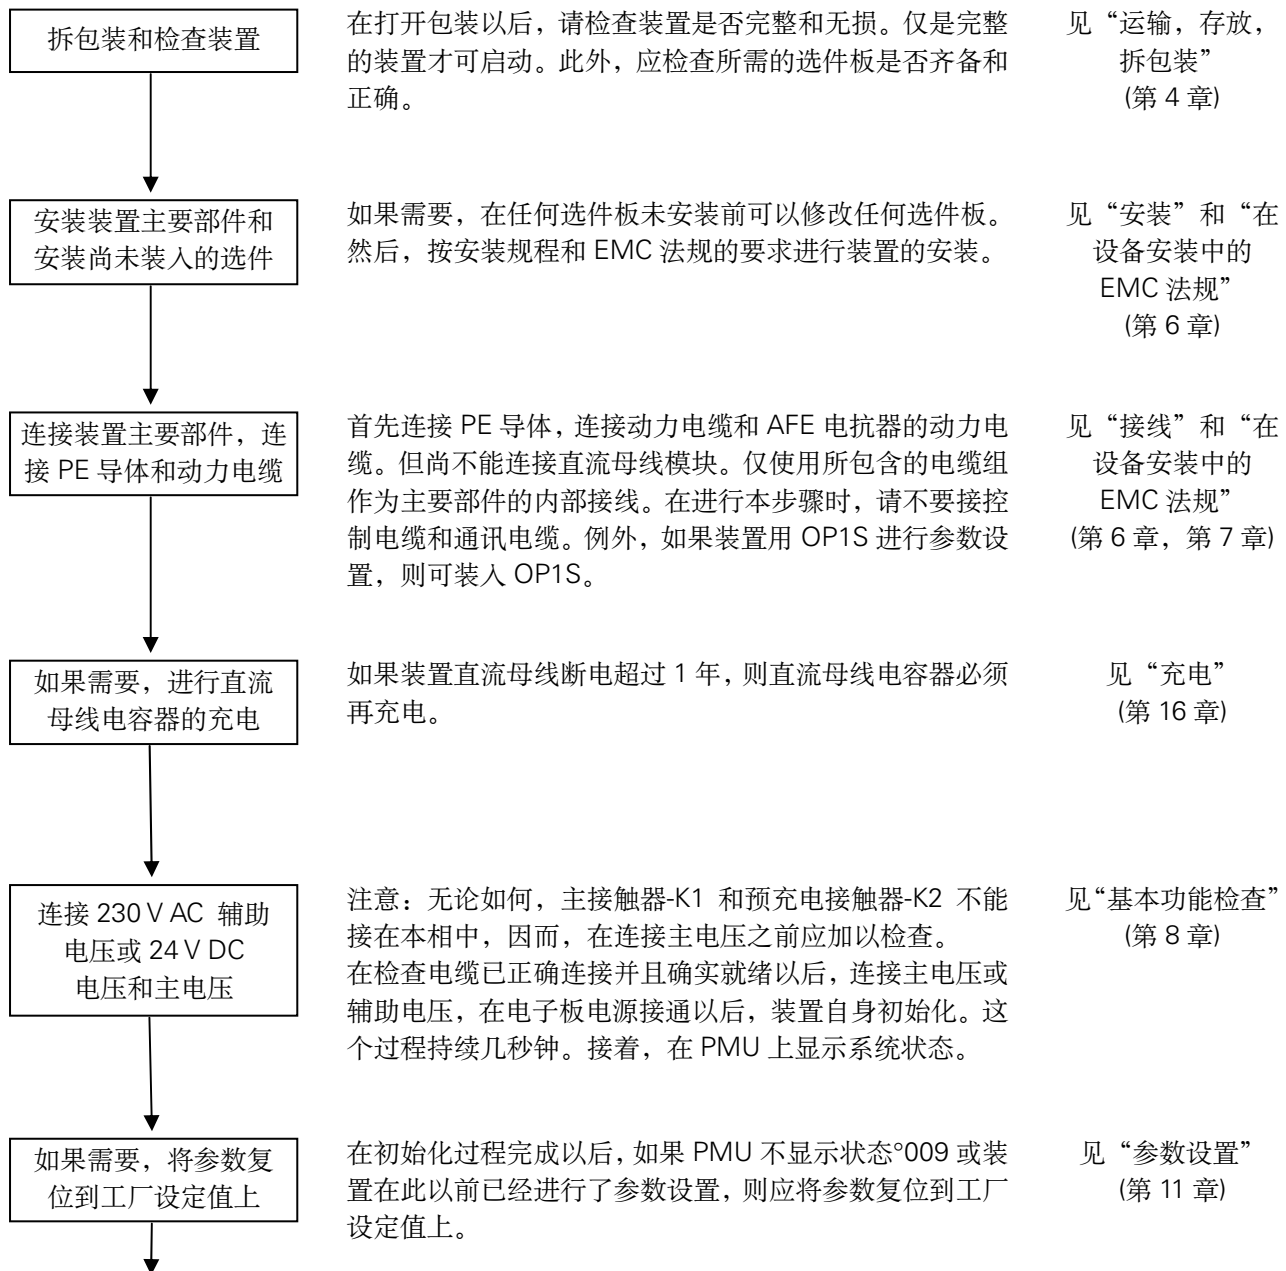 拆包装和检查装置
在打开包装以后，请检查装置是否完整和无损。仅是完整
的装置才可启动。此外，应检查所需的选件板是否齐备和
正确。
见“运输，存放，
拆包装”
(第 4 章)
安装装置主要部件和
安装尚未装入的选件
如果需要，在任何选件板未安装前可以修改任何选件板。
然后，按安装规程和 EMC 法规的要求进行装置的安装。
见“安装”和“在
设备安装中的
EMC 法规”
(第 6 章)
连接装置主要部件，连
接 PE 导体和动力电缆
首先连接 PE 导体，连接动力电缆和 AFE 电抗器的动力电
缆。但尚不能连接直流母线模块。仅使用所包含的电缆组
作为主要部件的内部接线。在进行本步骤时，请不要接控
制电缆和通讯电缆。例外，如果装置用 OP1S 进行参数设
置，则可装入 OP1S。
见“接线”和“在
设备安装中的
EMC 法规”
(第 6 章，第 7 章)
如果需要，进行直流
母线电容器的充电
如果装置直流母线断电超过 1 年，则直流母线电容器必须
再充电。
见“充电”
(第 16 章)
连接 230 V AC 辅助
电压或 24 V DC
电压和主电压
注意：无论如何，主接触器-K1 和预充电接触器-K2 不能
接在本相中，因而，在连接主电压之前应加以检查。
在检查电缆已正确连接并且确实就绪以后，连接主电压或
辅助电压，在电子板电源接通以后，装置自身初始化。这
个过程持续几秒钟。接着，在 PMU 上显示系统状态。
见“基本功能检查”
(第 8 章)
如果需要，将参数复
位到工厂设定值上
在初始化过程完成以后，如果 PMU 不显示状态°009 或装
置在此以前已经进行了参数设置，则应将参数复位到工厂
设定值上。
见“参数设置”
(第 11 章)